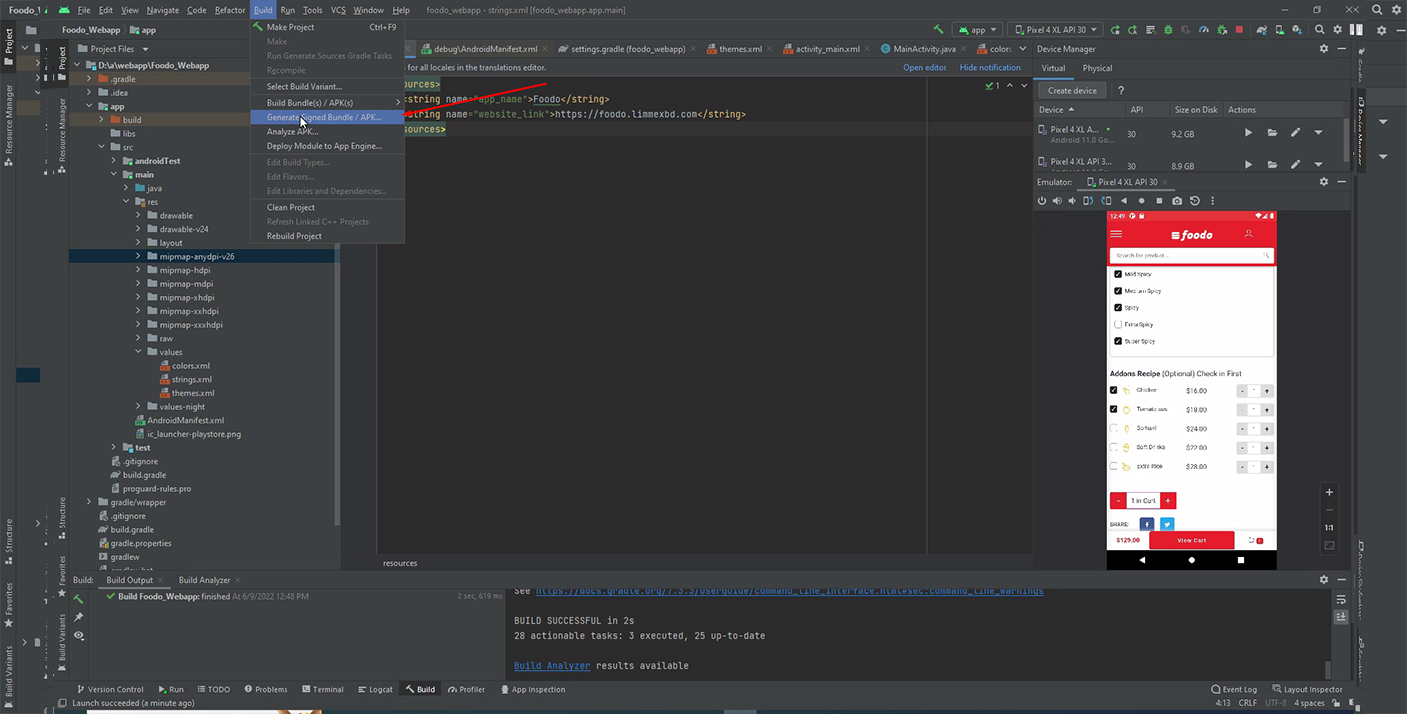 Foodo_\
File Edit View Navigate Code Refactor Build Run Tools VCS Window Help
foodo_webapp - strings.xml [foodo_webapp.app.main]
Foodo_Webapp app
app
Pixel 4 XL API 30
Project Files
debug\AndroidManifest.xml
settings.gradle (foodo_webapp)
themes.xml
activity_main.xml
MainActivity.java
colors
Device Manager
Make Project Ctrl+F9
Make
Run Generate Sources Gradle Tasks
Recompile
Select Build Variant...
Build Bundle(s) / APK(s)
Generate Signed Bundle / APK...
Analyze APK...
Deploy Module to App Engine...
Edit Build Types...
Edit Flavors...
Edit Libraries and Dependencies...
Clean Project
Refresh Linked C++ Projects
Rebuild Project
D:\a\webapp\Foodo_Webapp
.gradle
.idea
app
build
libs
src
androidTest
main
java
res
drawable
drawable-v24
layout
mipmap-anydpi-v26
mipmap-hdpi
mipmap-mdpi
mipmap-xhdpi
mipmap-xxhdpi
mipmap-xxxhdpi
raw
values
colors.xml
strings.xml
themes.xml
values-night
AndroidManifest.xml
ic_launcher-playstore.png
test
.gitignore
build.gradle
proguard-rules.pro
gradle/wrapper
.gitignore
build.gradle
gradle.properties
gradlew
Project
Project
Resource Manager
Resource Manager
Structure
Structure
Favorites
Favorites
Build Variants
Build Variants
for all locales in the translations editor.
Open editor Hide notification
ources>
<string name="app_name">Foodo</string>
string name="website_link">https://foodo.limmexbd.com</string>
sources>
1
resources
Virtual Physical
Create device ?
Device API Size on Disk Actions
Pixel 4 XL A... 30 9.2 GB
Android 11.0 Go...
Pixel 4 XL API 3... 30 8.9 GB
Emulator: Pixel 4 XL API 30
12:49
foodo
Search for product...
Mild Spicy
Medium Spicy
Spicy
Extra Spicy
Super Spicy
Addons Recipe (Optional) Check in First
Chicken $16.00 - +
$18.00 - +
$24.00 - +
Soft Drinks $22.00 - +
Extra Rice $28.00 - +
- 1 in Cart +
SHARE:
$129.00 View Cart
1:1
Build: Build Output Build Analyzer
Build Foodo_Webapp: finished At 6/9/2022 12:48 PM 2 sec, 619 ms
See https://docs.gradle.org/7.3.3/userguide/command_line_interface.html#sec:command_line_warnings
BUILD SUCCESSFUL in 2s
28 actionable tasks: 3 executed, 25 up-to-date
Build Analyzer results available
Version Control Run TODO Problems Terminal Logcat Build Profiler App Inspection
Event Log Layout Inspector
Launch succeeded (a minute ago)
4:13 CRLF UTF-8 4 spaces